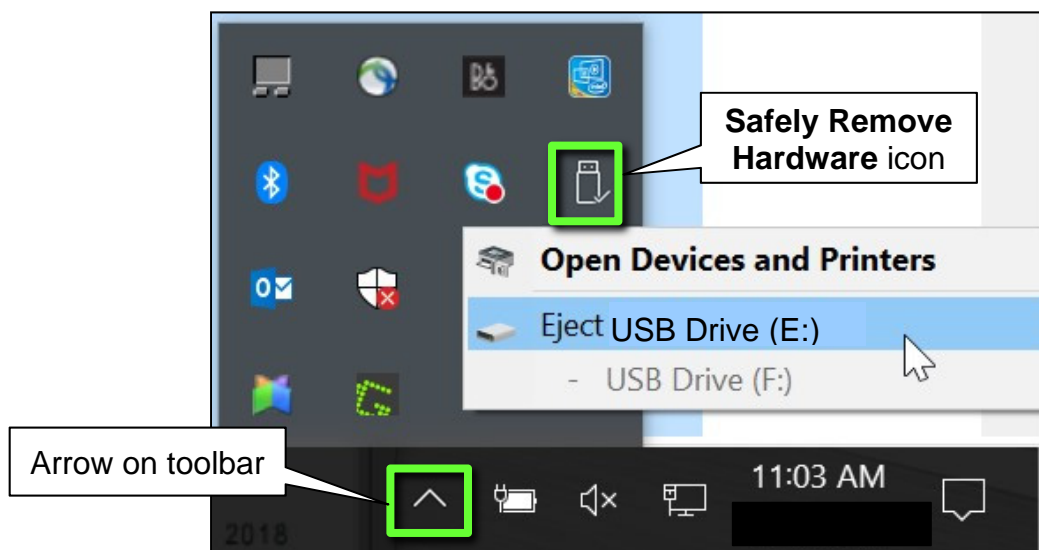 Safely Remove
Hardware icon
Open Devices and Printers
Eject USB Drive (E:)
- USB Drive (F:)
Arrow on toolbar
11:03 AM
2018